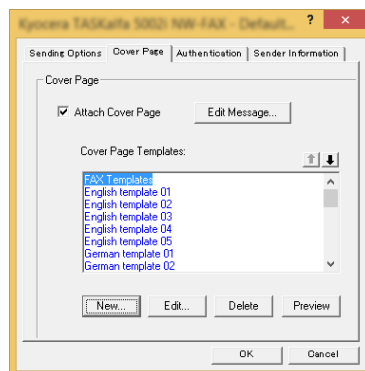 Kyocera TASKalfa 5002i NW-FAX - Default... ?
Sending Options Cover Page Authentication Sender Information
Cover Page
Attach Cover Page Edit Message...
Cover Page Templates:
FAX Templates
English template 01
English template 02
English template 03
English template 04
English template 05
German template 01
German template 02
New... Edit... Delete Preview
OK Cancel